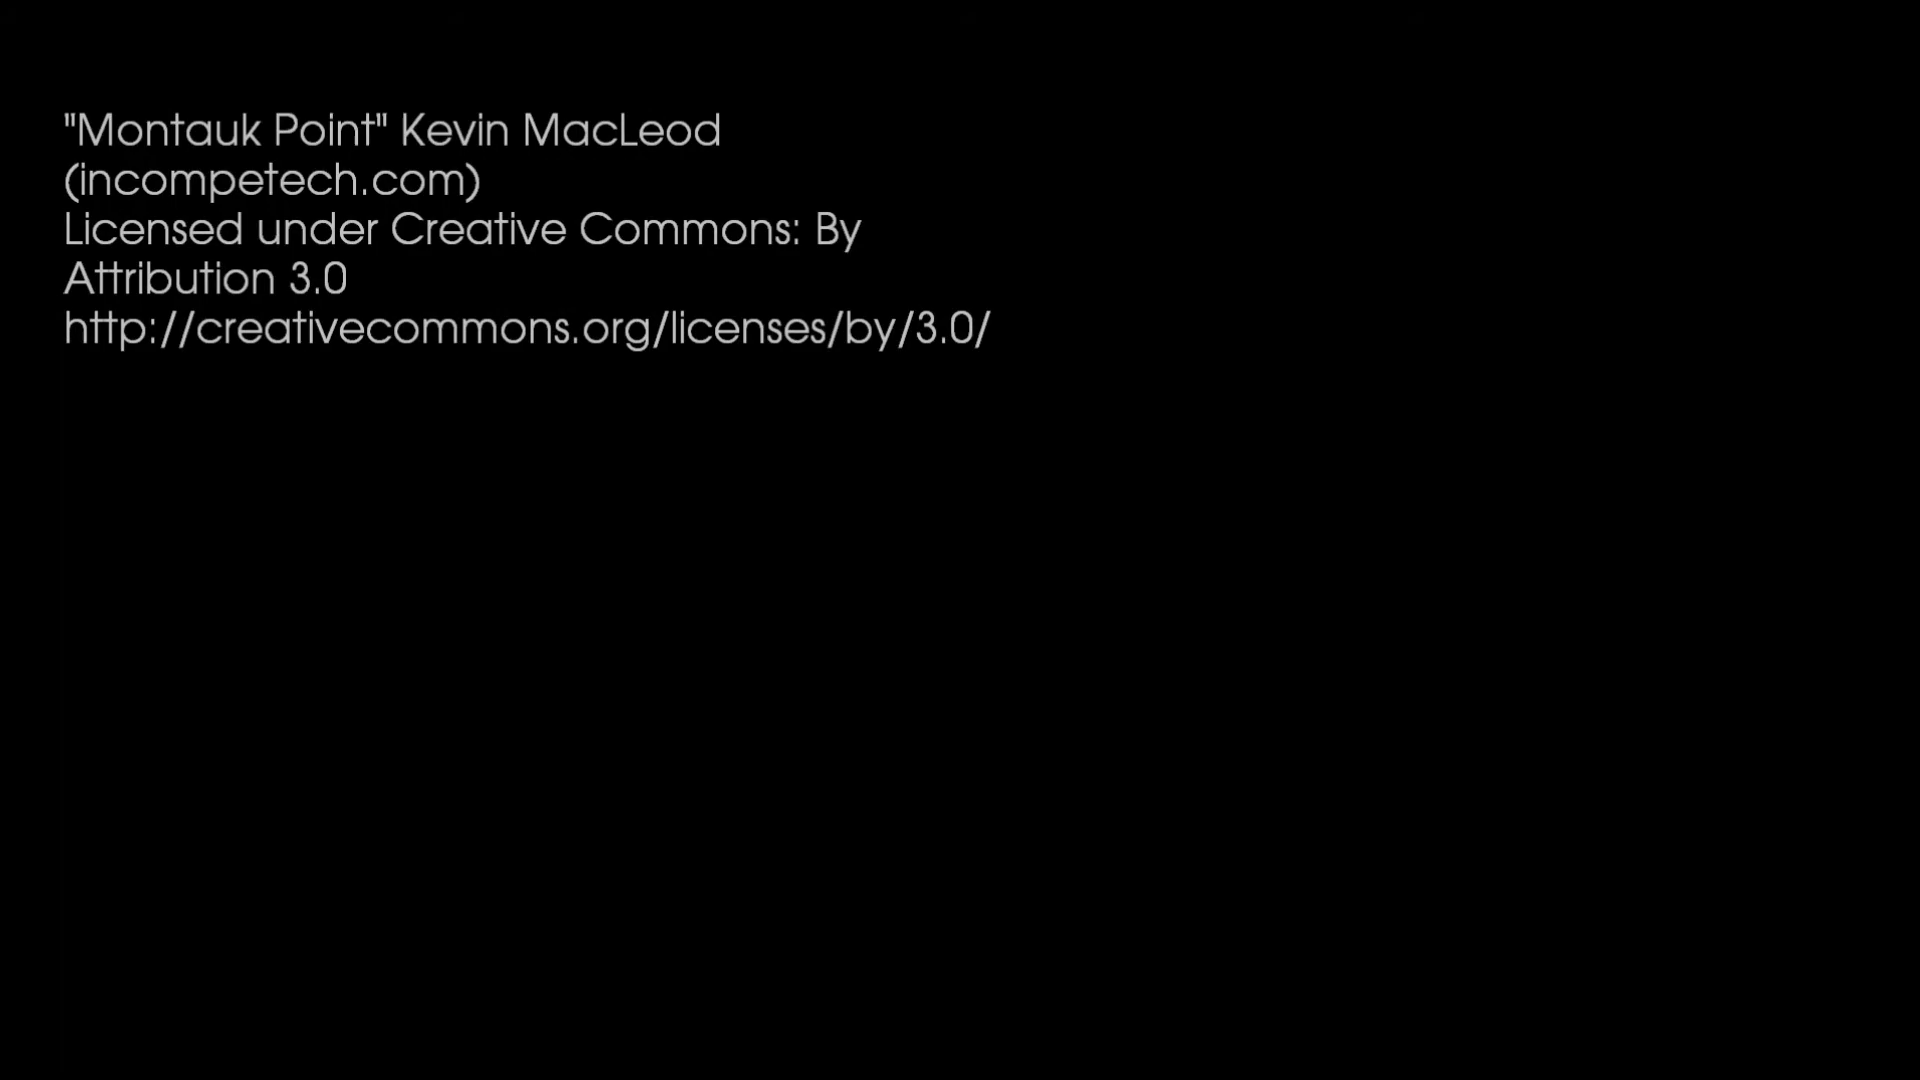 "Montauk Point" Kevin MacLeod
(incompetech.com)
Licensed under Creative Commons: By
Attribution 3.0
http://creativecommons.org/licenses/by/3.0/